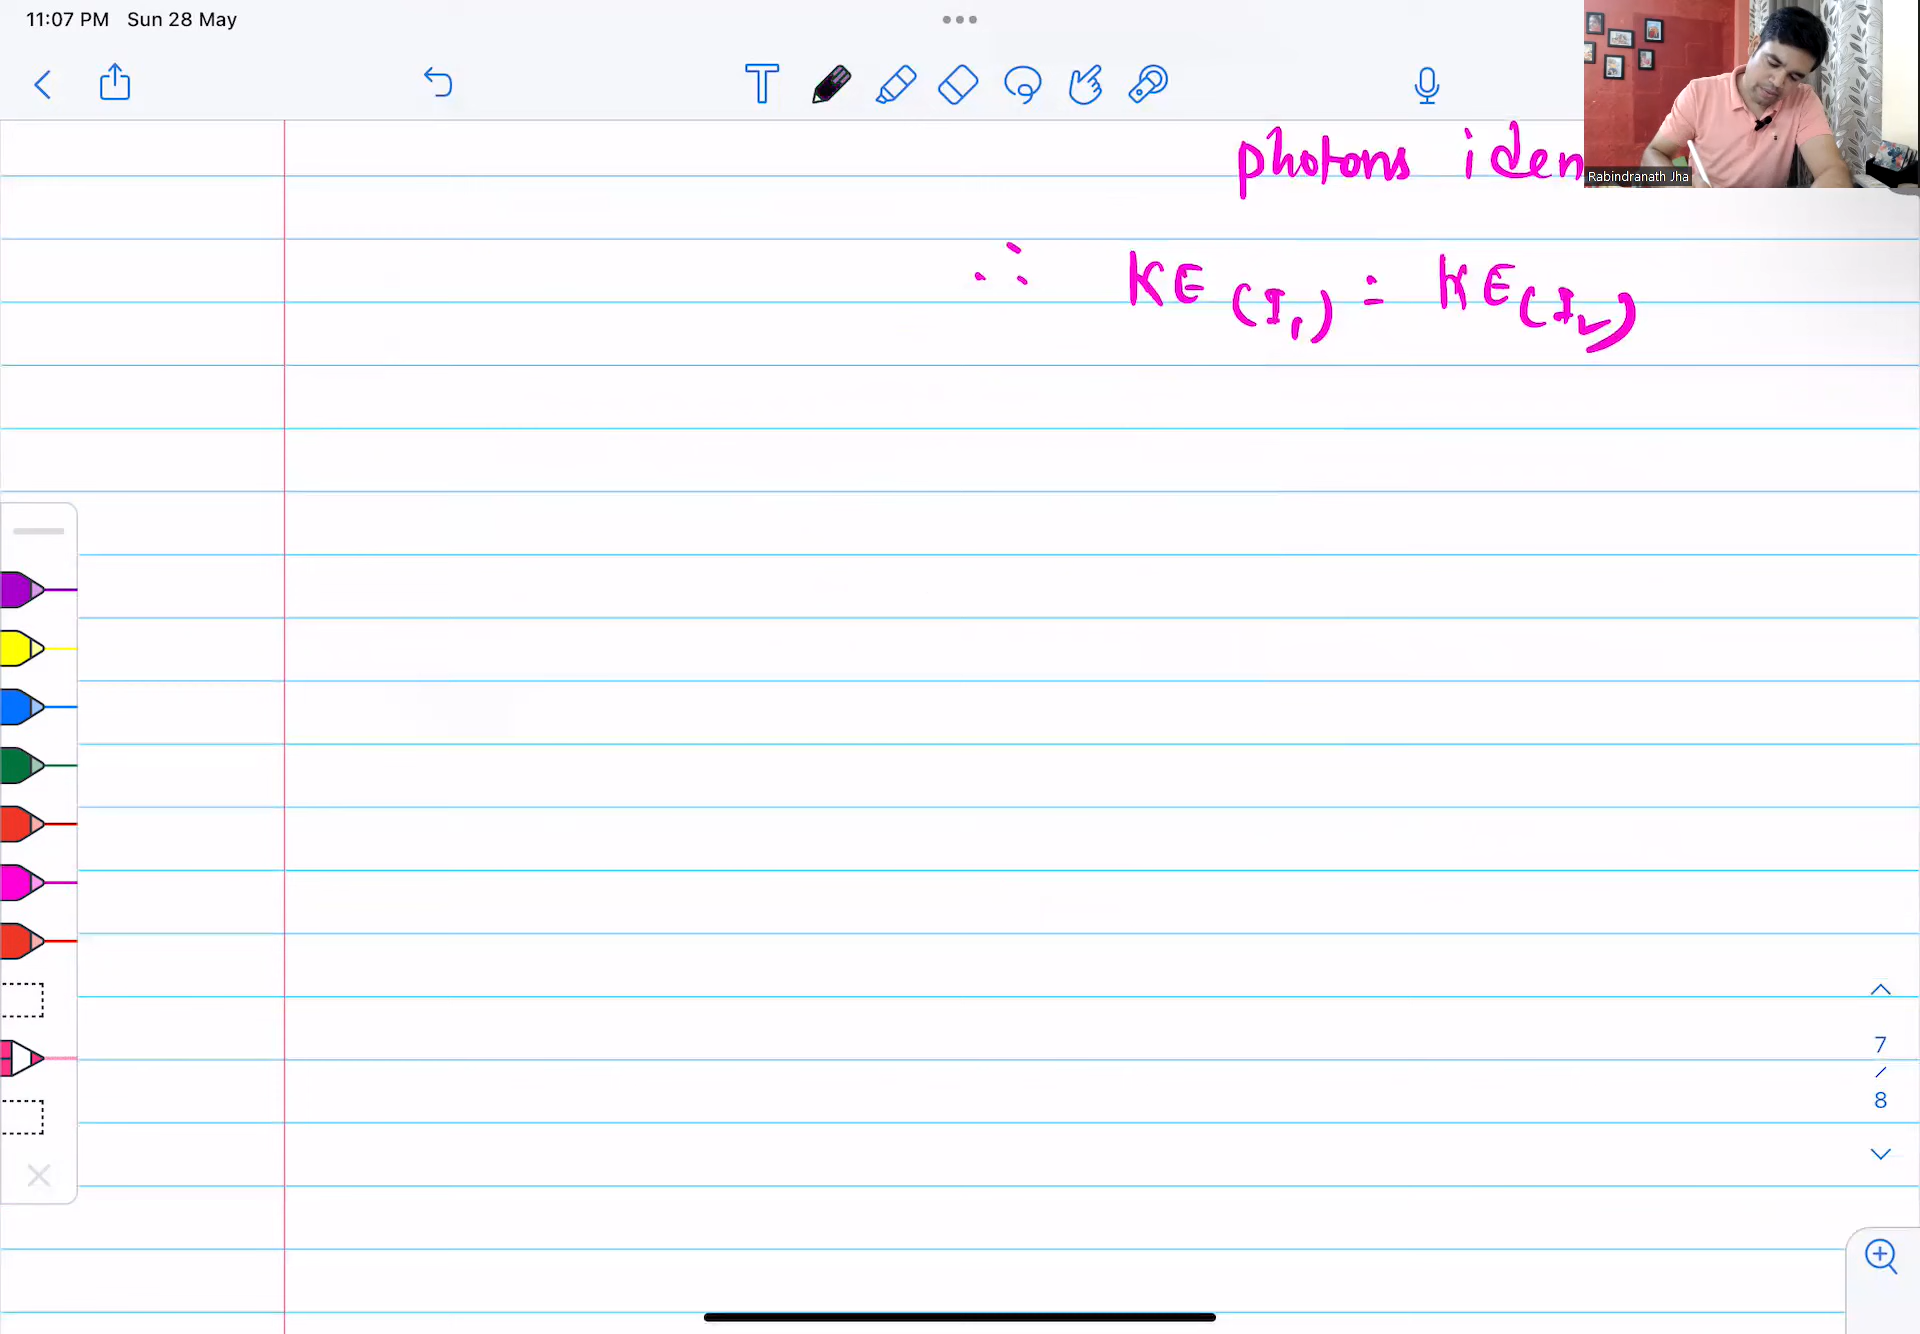 11:07 PM Sun 28 May
photons iden
Rabindranath Jha
∴ KE (I₁) = KE (I₂)
7
/
8